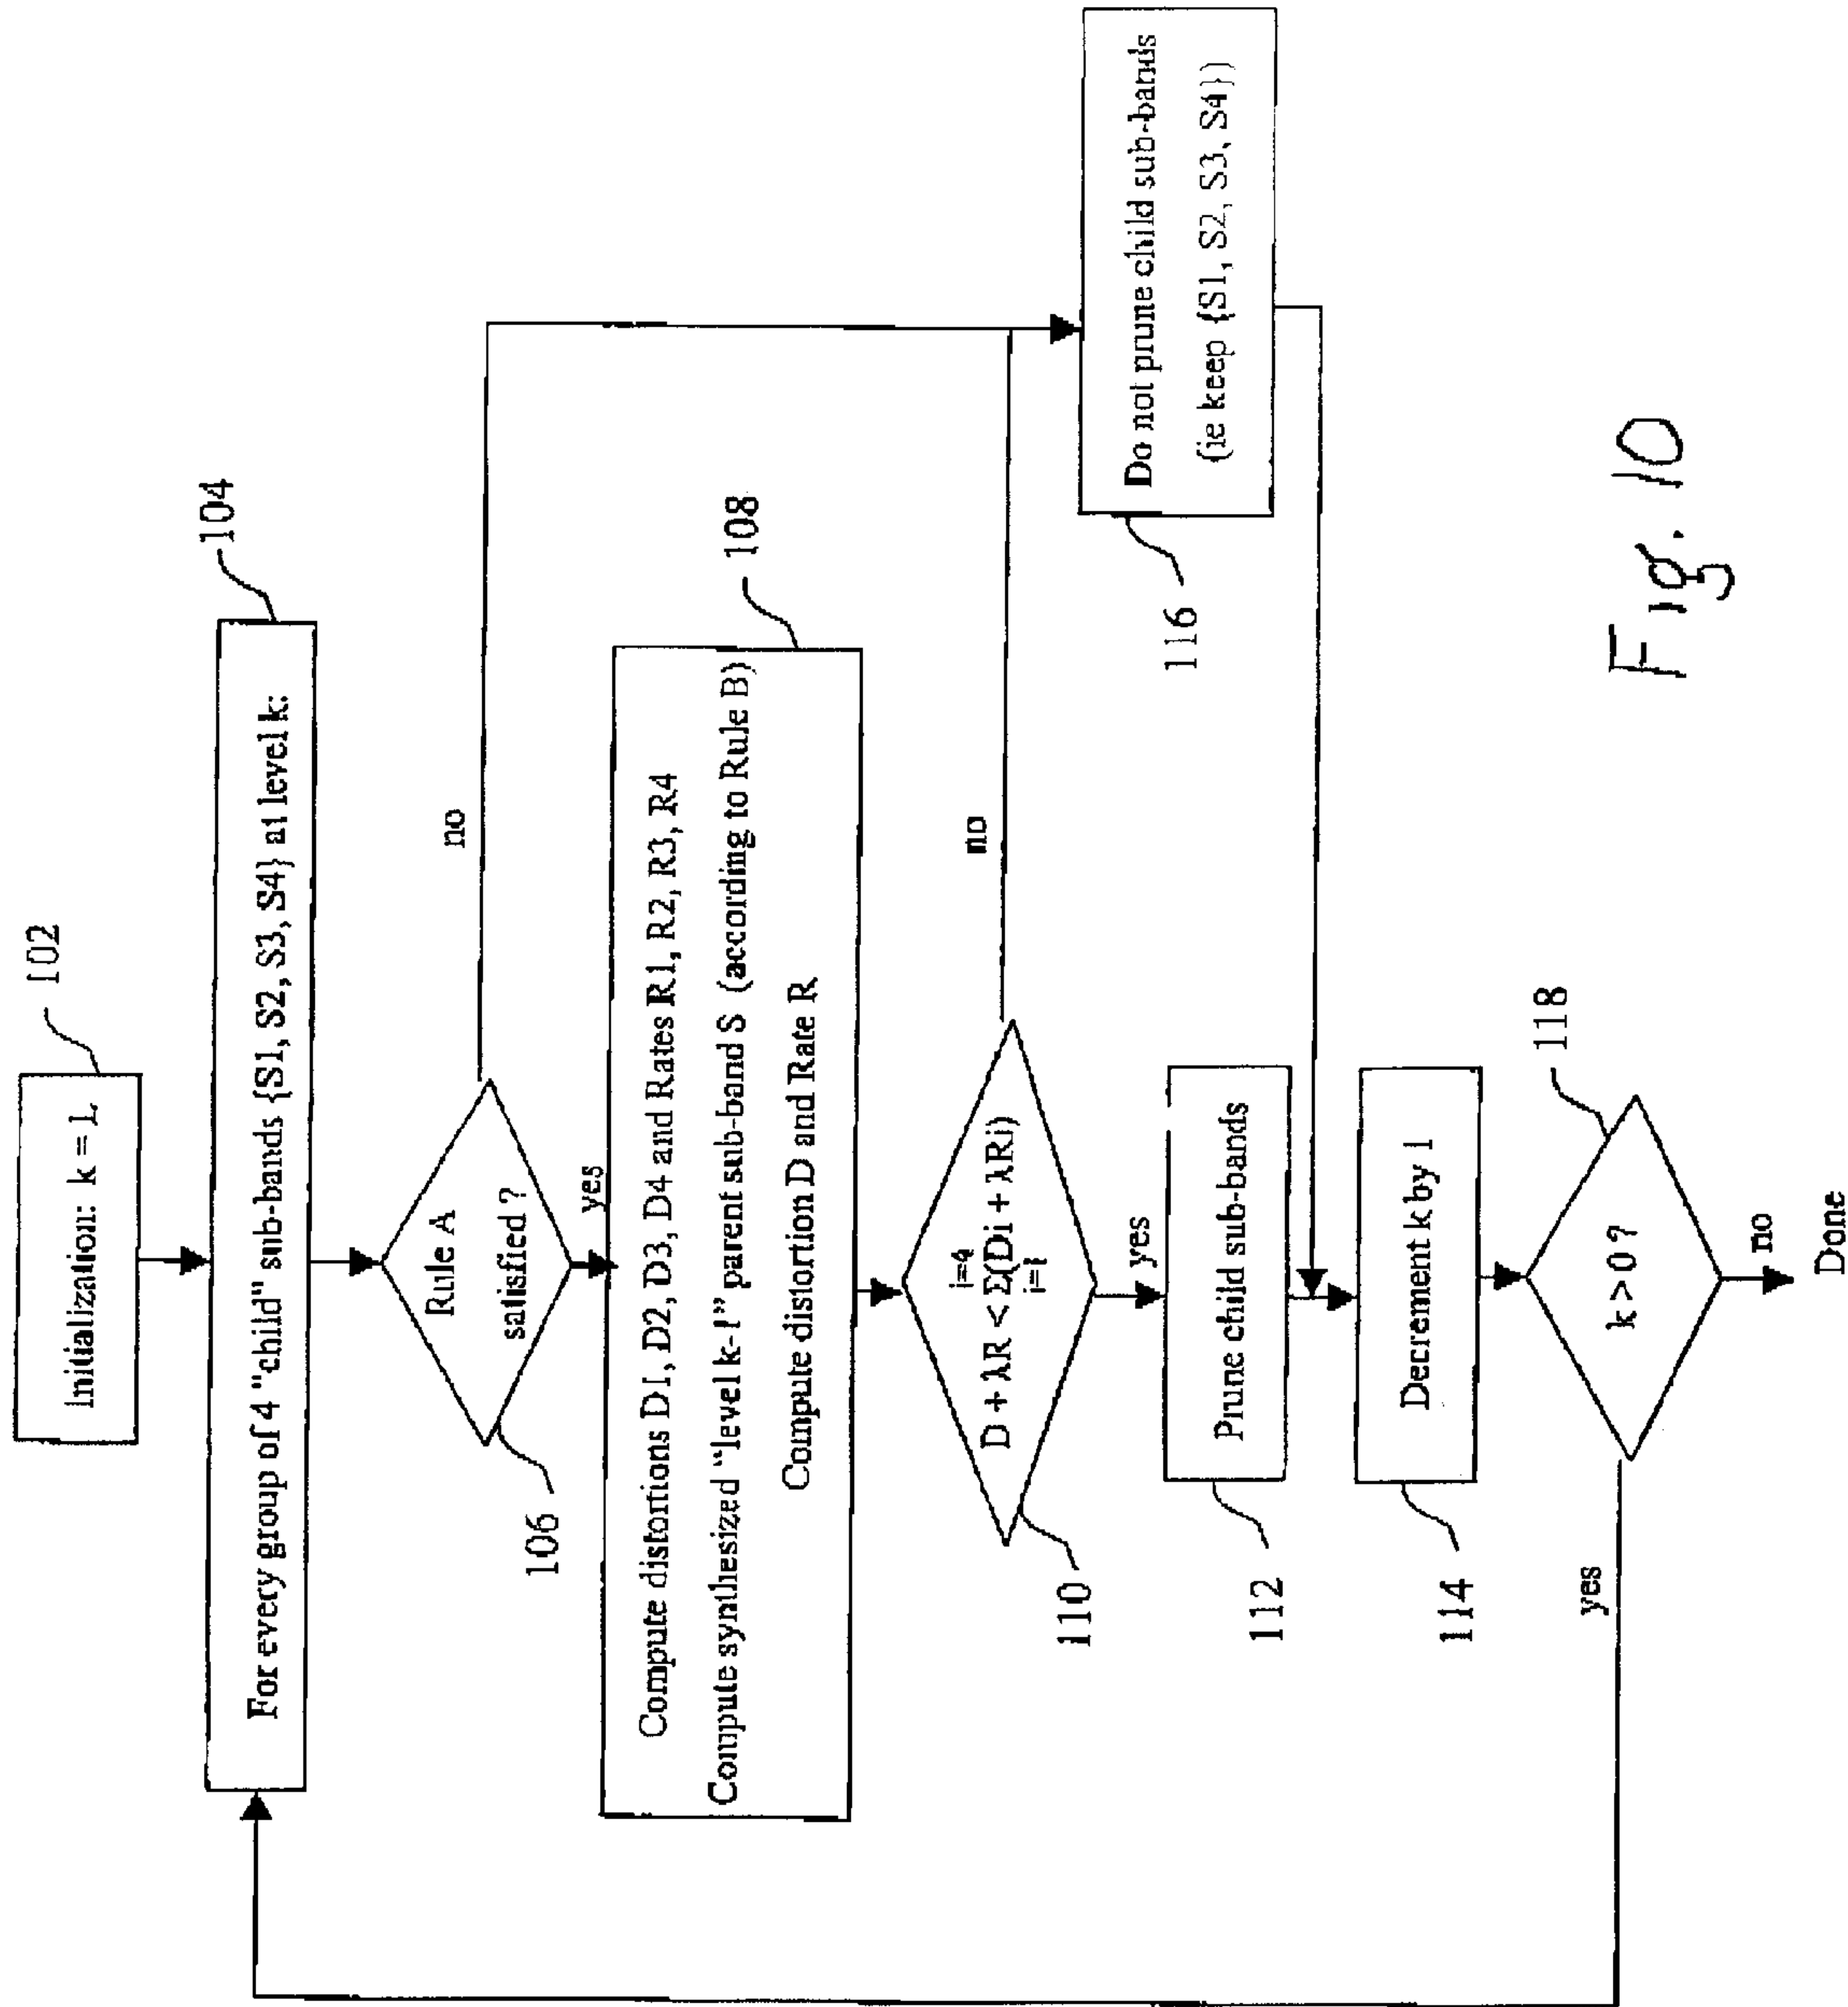 102
Initialization: k = L.
104
For every group of 4 "child" sub-bands {S1, S2, S3, S4} at level k:
Rule A
satisfied ?
106
no
yes
108
Compute distortions D1, D2, D3, D4 and Rates R1, R2, R3, R4
Compute synthesized "level k-1" parent sub-band S (according to Rule B)
Compute distortion D and Rate R
i=4
D + λR < Σ(Di + λRi)
i=1
110
no
yes
116
Do not prune child sub-bands
(ie keep {S1, S2, S3, S4})
Prune child sub-bands
112
Decrement k by 1
114
118
k > 0 ?
yes
no
Done
Fig. 10